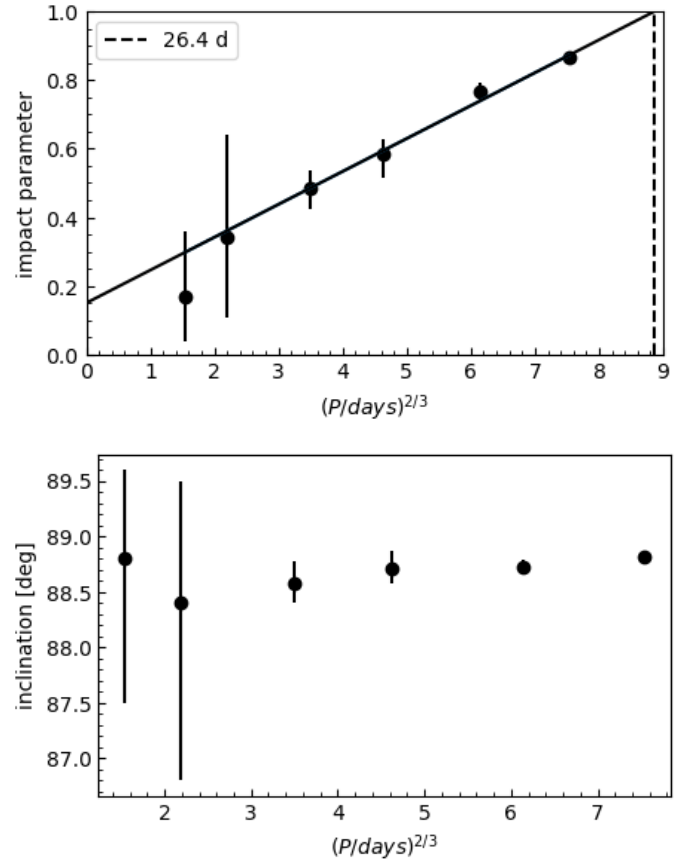 1.0
26.4 d
0.8
0.6
0.4
0.2
0.0
impact parameter
0 1 2 3 4 5 6 7 8 9
(P/days)^{2/3}
89.5
89.0
88.5
88.0
87.5
87.0
inclination [deg]
2 3 4 5 6 7
(P/days)^{2/3}